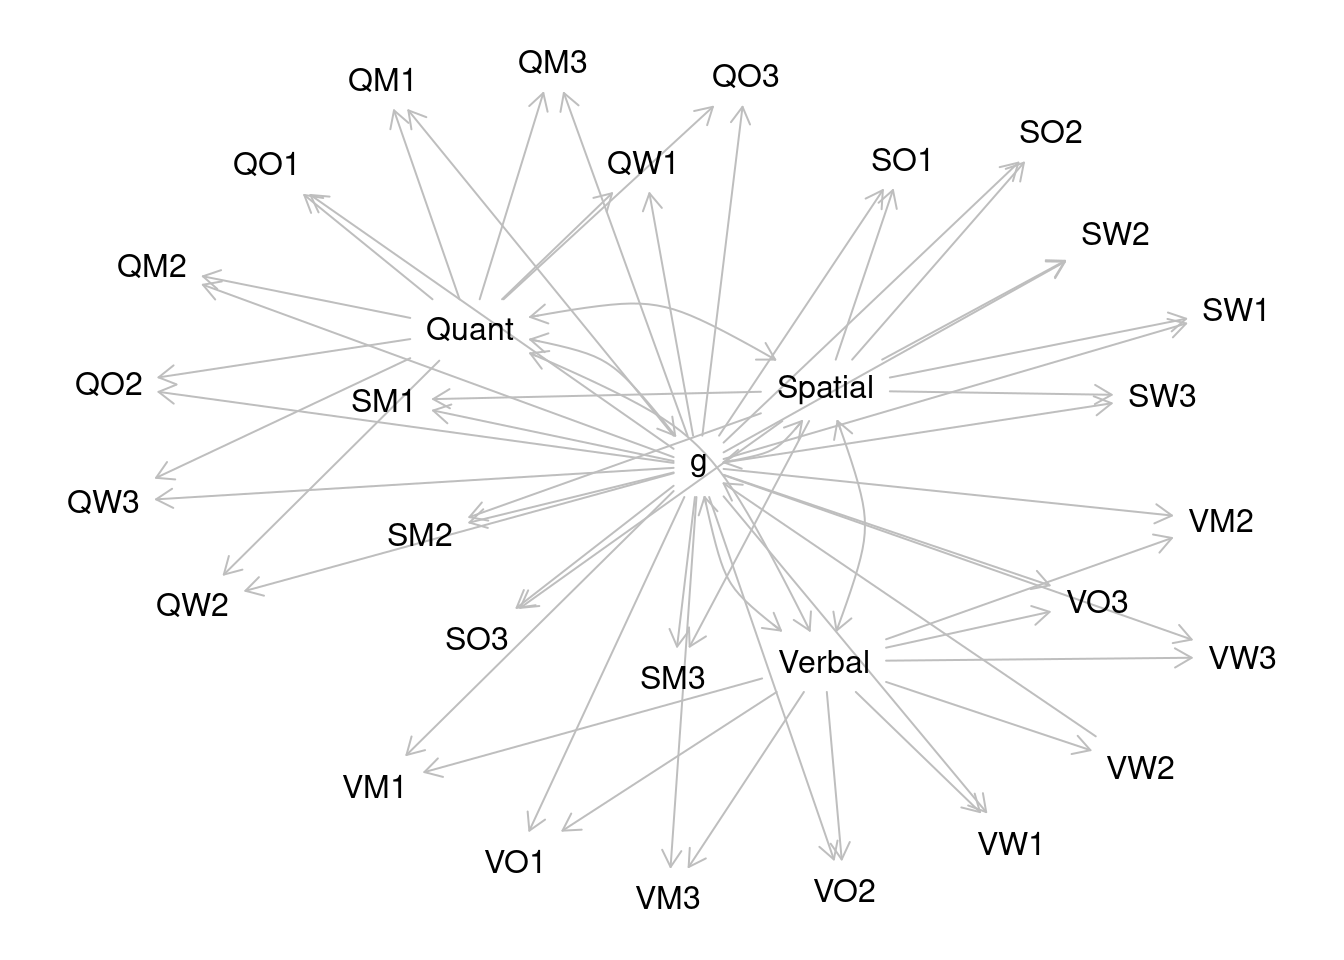 QM3
QO3
QM1
SO2
SO1
QW1
QO1
SW2
QM2
SW1
Quant
QO2
Spatial
SW3
SM1
g
QW3
VM2
SM2
VO3
QW2
SO3
VW3
Verbal
SM3
VW2
VM1
VW1
VO1
VO2
VM3